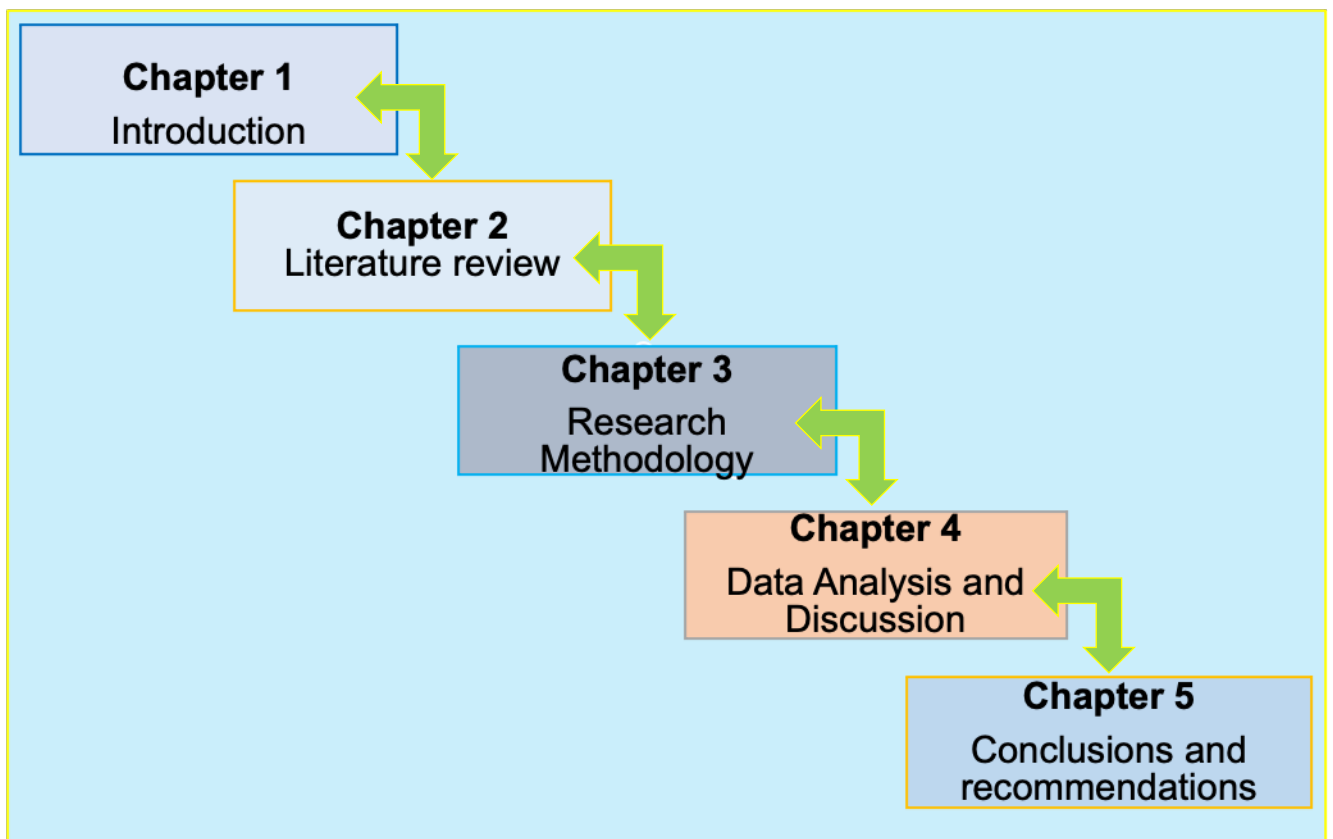 Chapter 1
Introduction
Chapter 2
Literature review
Chapter 3
Research
Methodology
Chapter 4
Data Analysis and
Discussion
Chapter 5
Conclusions and
recommendations